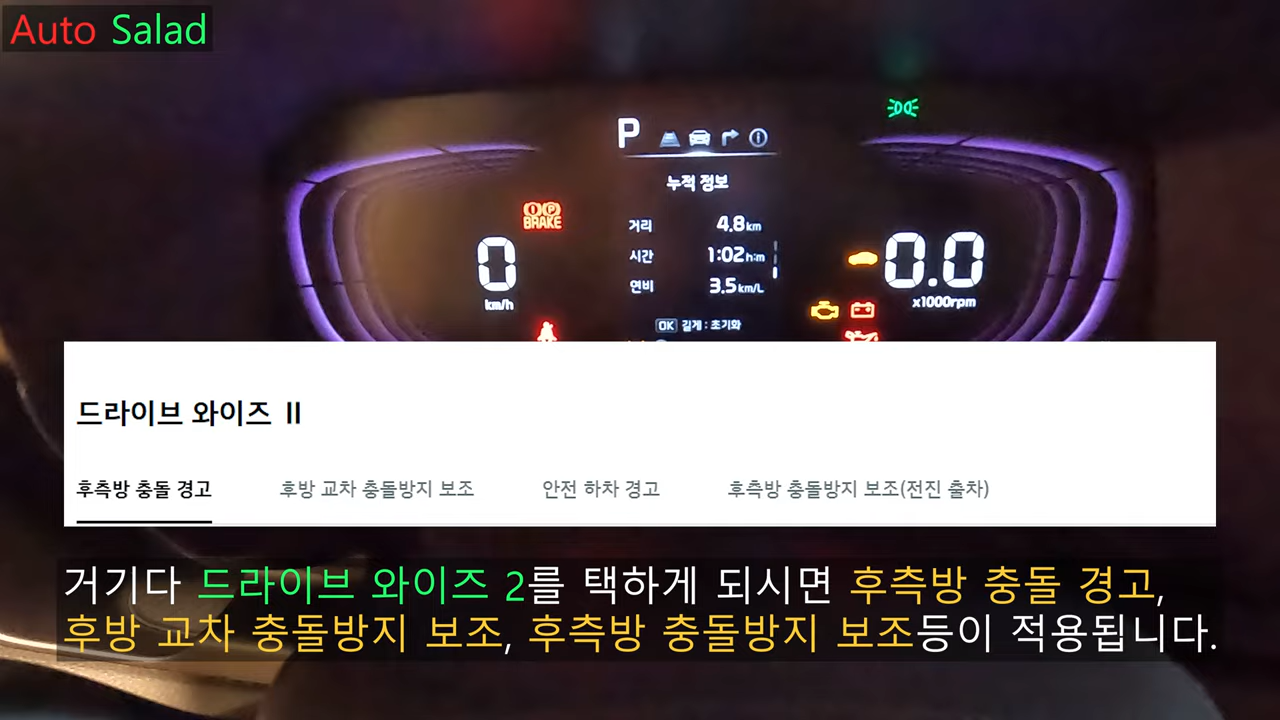 Auto Salad
P
누적 정보
거리 4.8km
시간 1:02h:m
연비 3.5km/L
OK 길게 : 초기화
BRAKE
0
km/h
0.0
x1000rpm
드라이브 와이즈 II
후측방 충돌 경고 후방 교차 충돌방지 보조 안전 하차 경고 후측방 충돌방지 보조(전진 출차)
거기다 드라이브 와이즈 2를 택하게 되시면 후측방 충돌 경고,
후방 교차 충돌방지 보조, 후측방 충돌방지 보조등이 적용됩니다.